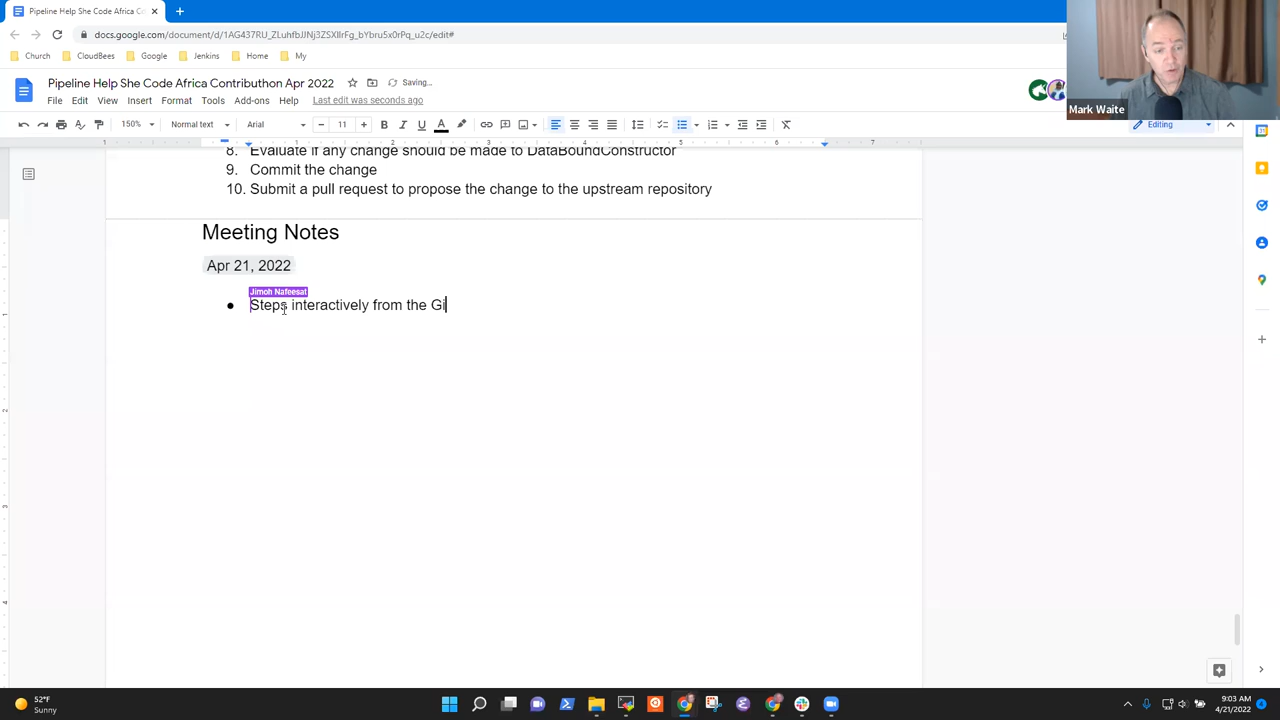 Pipeline Help She Code Africa Co
docs.google.com/document/d/1AG437RU_ZLuhfbJJNj3ZSXlIrFg_bYbru5x0rPq_u2c/edit#
Church CloudBees Google Jenkins Home My
Pipeline Help She Code Africa Contributhon Apr 2022 Saving...
File Edit View Insert Format Tools Add-ons Help Last edit was seconds ago
Mark Waite
150% Normal text Arial 11 B I U A Editing
8. Evaluate if any change should be made to DataBoundConstructor
9. Commit the change
10. Submit a pull request to propose the change to the upstream repository
Meeting Notes
Apr 21, 2022
Jimoh Nafeesat
● Steps interactively from the Gi
52°F
Sunny
9:03 AM
4/21/2022